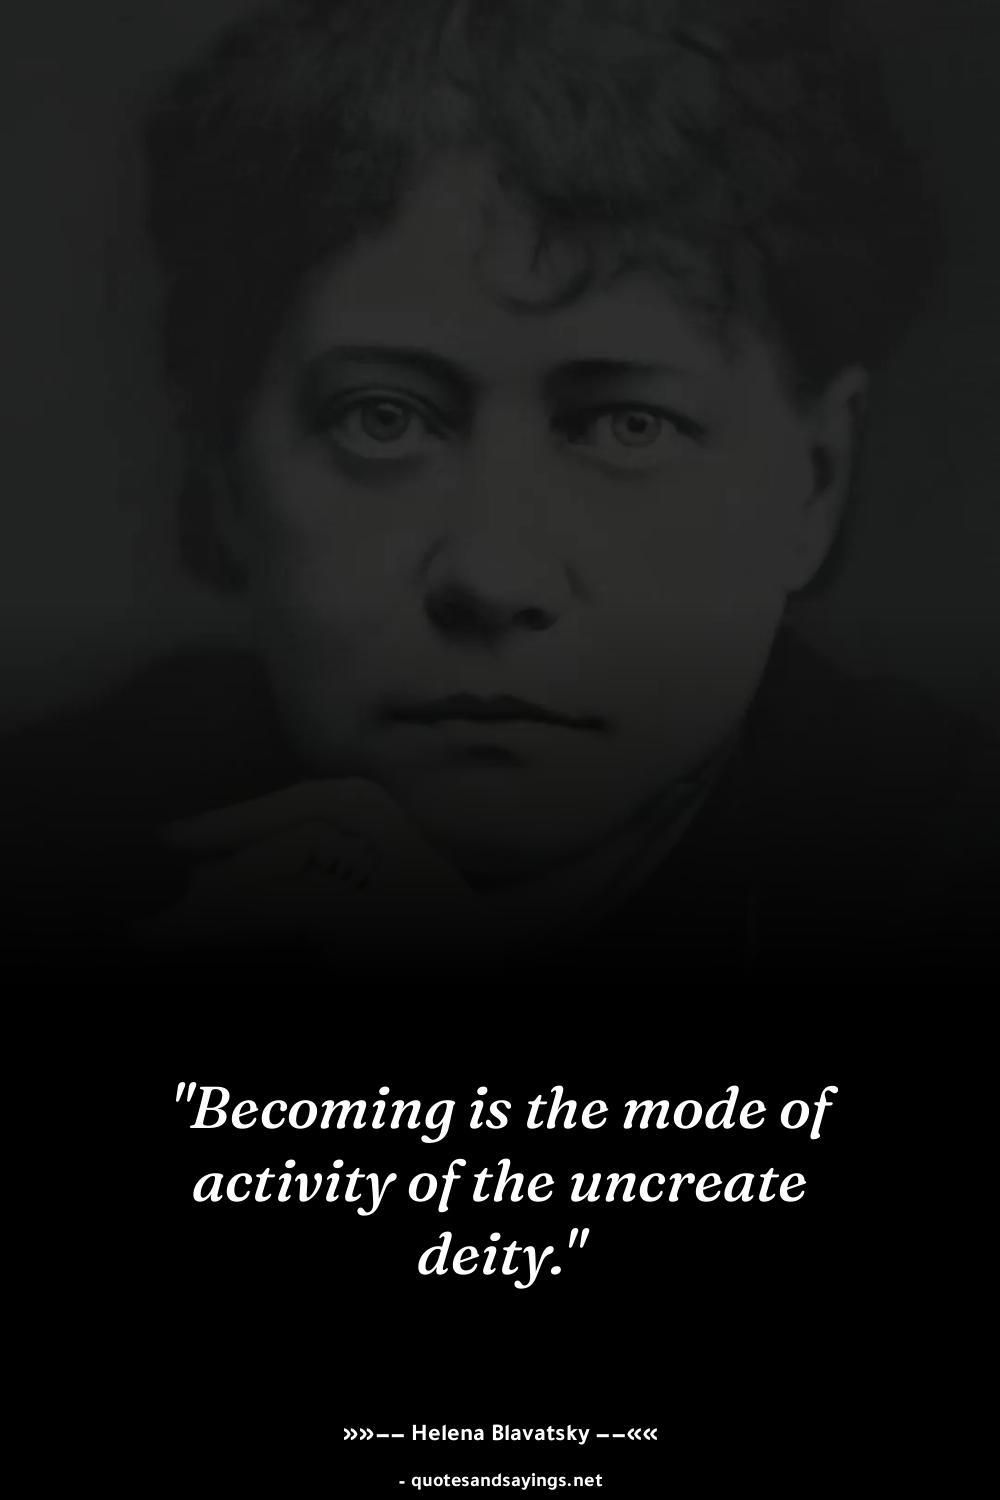 "Becoming is the mode of
activity of the uncreate
deity."
»»–– Helena Blavatsky ––««
- quotesandsayings.net